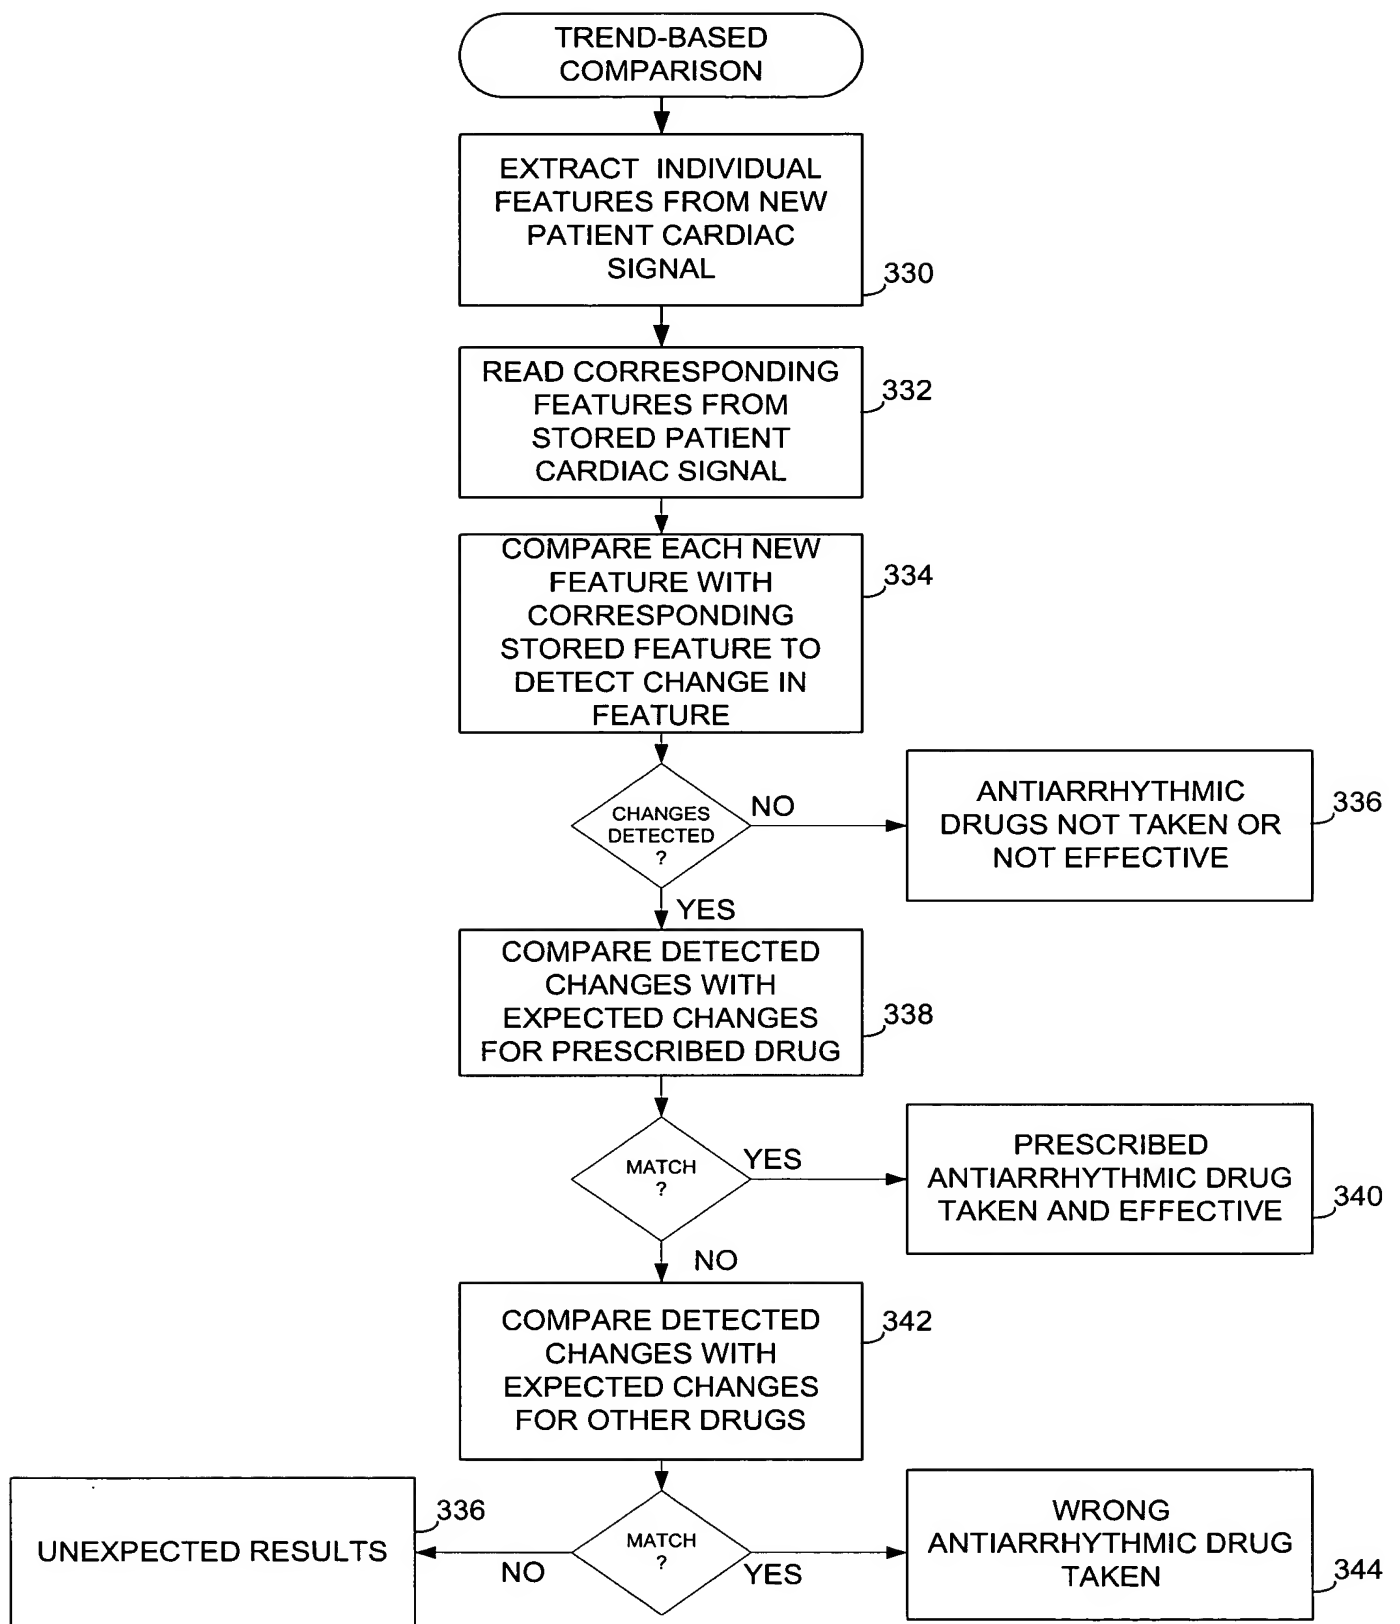 TREND-BASED
COMPARISON
EXTRACT INDIVIDUAL
FEATURES FROM NEW
PATIENT CARDIAC
SIGNAL
330
READ CORRESPONDING
FEATURES FROM
STORED PATIENT
CARDIAC SIGNAL
332
COMPARE EACH NEW
FEATURE WITH
CORRESPONDING
STORED FEATURE TO
DETECT CHANGE IN
FEATURE
334
CHANGES
DETECTED
?
NO
ANTIARRHYTHMIC
DRUGS NOT TAKEN OR
NOT EFFECTIVE
336
YES
COMPARE DETECTED
CHANGES WITH
EXPECTED CHANGES
FOR PRESCRIBED DRUG
338
MATCH
?
YES
PRESCRIBED
ANTIARRHYTHMIC DRUG
TAKEN AND EFFECTIVE
340
NO
COMPARE DETECTED
CHANGES WITH
EXPECTED CHANGES
FOR OTHER DRUGS
342
MATCH
?
NO
UNEXPECTED RESULTS
336
YES
WRONG
ANTIARRHYTHMIC DRUG
TAKEN
344